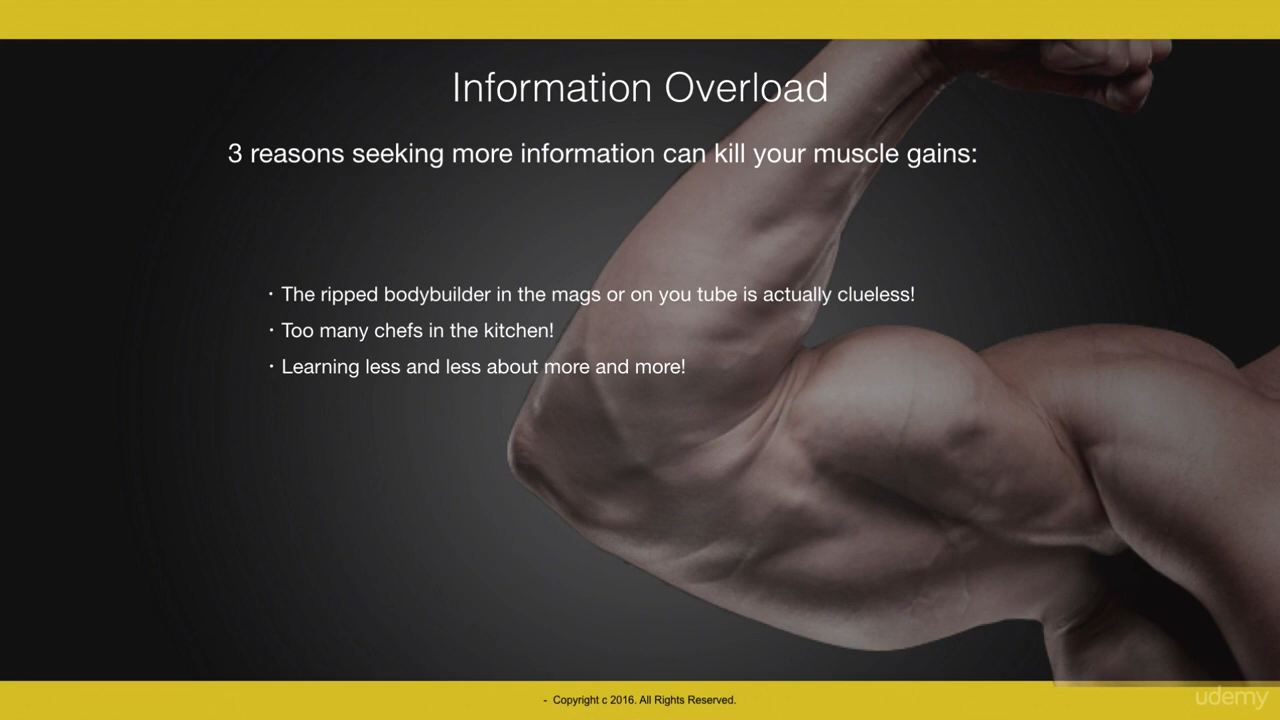 Information Overload
3 reasons seeking more information can kill your muscle gains:
· The ripped bodybuilder in the mags or on you tube is actually clueless!
· Too many chefs in the kitchen!
· Learning less and less about more and more!
- Copyright c 2016. All Rights Reserved.
udemy